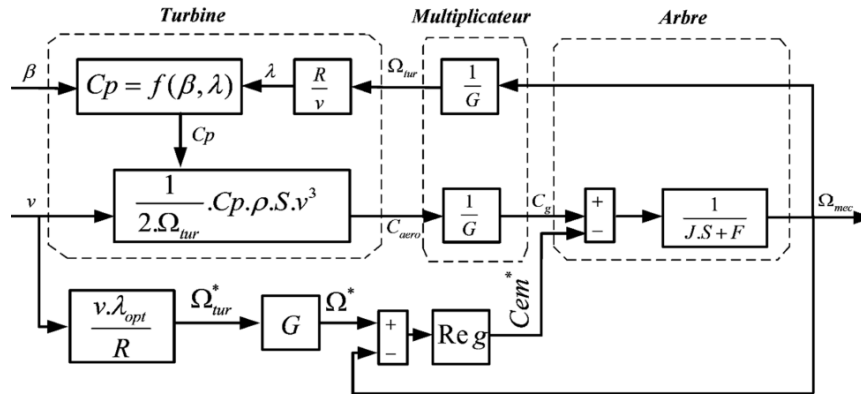 Turbine Multiplicateur Arbre
β Cp = f(β, λ) λ R/v Ω_tur 1/G
Cp
v 1/(2.Ω_tur) .Cp.ρ.S.v³ C_aero 1/G C_g + − 1/(J.S + F) Ω_mec
v.λ_opt/R Ω*_tur G Ω* + − Reg Cem*